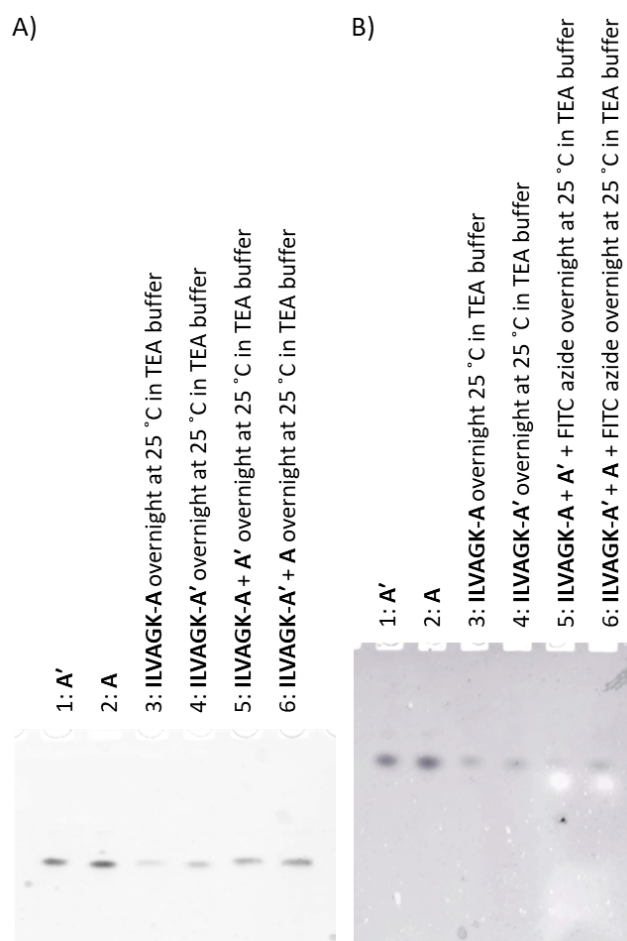 A)
1: A′
2: A
3: ILVAGK-A overnight 25 ˚C in TEA buffer
4: ILVAGK-A′ overnight at 25 ˚C in TEA buffer
5: ILVAGK-A + A′ overnight at 25 ˚C in TEA buffer
6: ILVAGK-A′ + A overnight at 25 ˚C in TEA buffer
B)
1: A′
2: A
3: ILVAGK-A overnight 25 ˚C in TEA buffer
4: ILVAGK-A′ overnight at 25 ˚C in TEA buffer
5: ILVAGK-A + A′ + FITC azide overnight at 25 ˚C in TEA buffer
6: ILVAGK-A′ + A + FITC azide overnight at 25 ˚C in TEA buffer